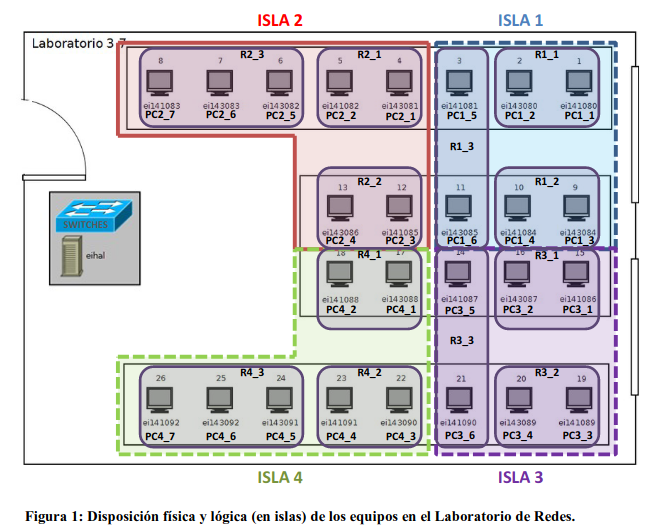 ISLA 2 ISLA 1
Laboratorio 3.7
R2_3 R2_1 R1_1
8 7 6 5 4 3 2 1
ei141083 ei143083 ei143082 ei141082 ei143081 ei141081 ei143080 ei141080
PC2_7 PC2_6 PC2_5 PC2_2 PC2_1 PC1_5 PC1_2 PC1_1
R1_3
R2_2 R1_2
13 12 11 10 9
ei143086 ei141085 ei143085 ei141084 ei143084
PC2_4 PC2_3 PC1_6 PC1_4 PC1_3
SWITCHES
eihal
R4_1 R3_1
18 17 14 16 15
ei141088 ei143088 ei141087 ei143087 ei141086
PC4_2 PC4_1 PC3_5 PC3_2 PC3_1
R3_3
R4_3 R4_2 R3_2
26 25 24 23 22 21 20 19
ei141092 ei143092 ei143091 ei141091 ei143090 ei141090 ei143089 ei141089
PC4_7 PC4_6 PC4_5 PC4_4 PC4_3 PC3_6 PC3_4 PC3_3
ISLA 4 ISLA 3
Figura 1: Disposición física y lógica (en islas) de los equipos en el Laboratorio de Redes.